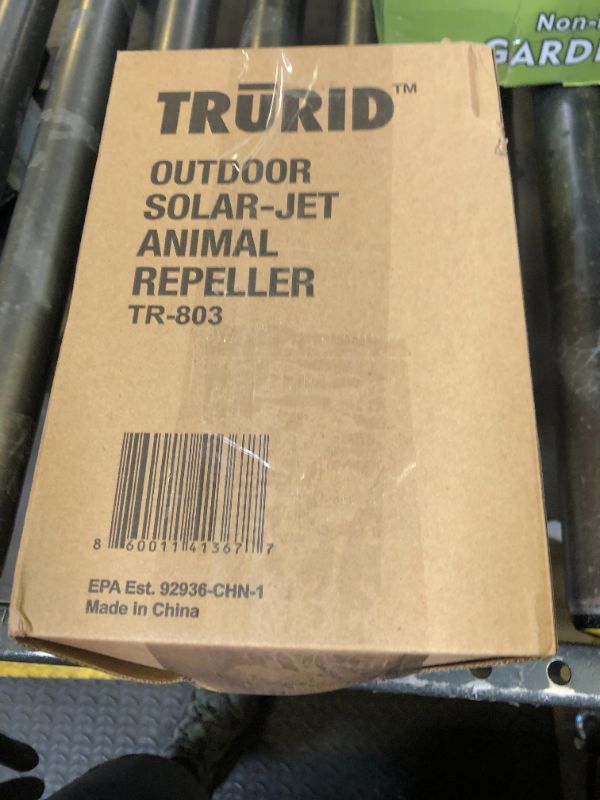 Non-
GARD
TRŪRID™
OUTDOOR
SOLAR-JET
ANIMAL
REPELLER
TR-803
8 60011 41367 7
EPA Est. 92936-CHN-1
Made in China